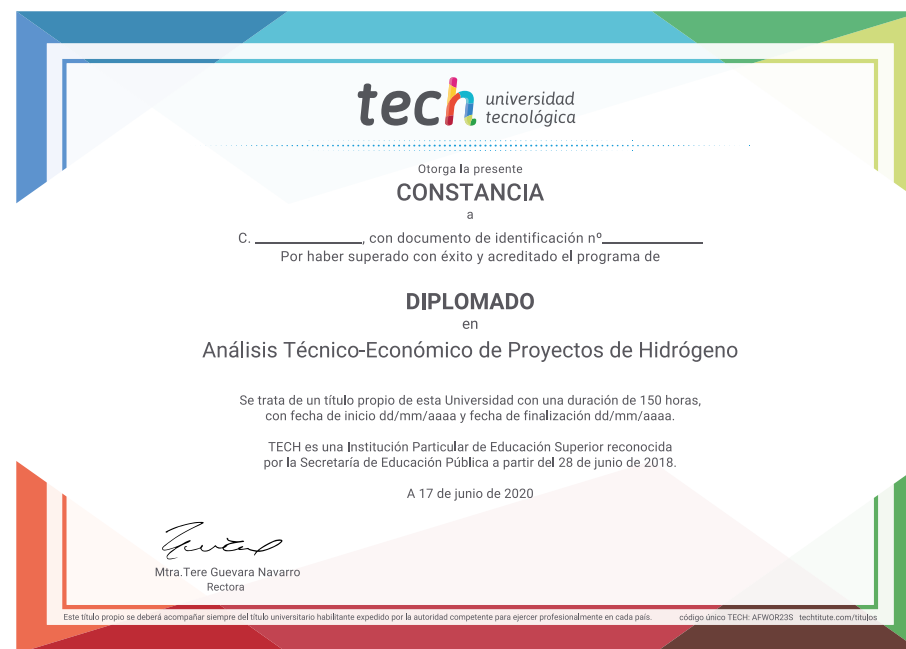 tech universidad
tecnológica
Otorga la presente
CONSTANCIA
a
C. ____________, con documento de identificación nº____________
Por haber superado con éxito y acreditado el programa de
DIPLOMADO
en
Análisis Técnico-Económico de Proyectos de Hidrógeno
Se trata de un título propio de esta Universidad con una duración de 150 horas,
con fecha de inicio dd/mm/aaaa y fecha de finalización dd/mm/aaaa.
TECH es una Institución Particular de Educación Superior reconocida
por la Secretaría de Educación Pública a partir del 28 de junio de 2018.
A 17 de junio de 2020
Mtra.Tere Guevara Navarro
Rectora
Este título propio se deberá acompañar siempre del título universitario habilitante expedido por la autoridad competente para ejercer profesionalmente en cada país. código único TECH: AFWOR23S techtitute.com/titulos